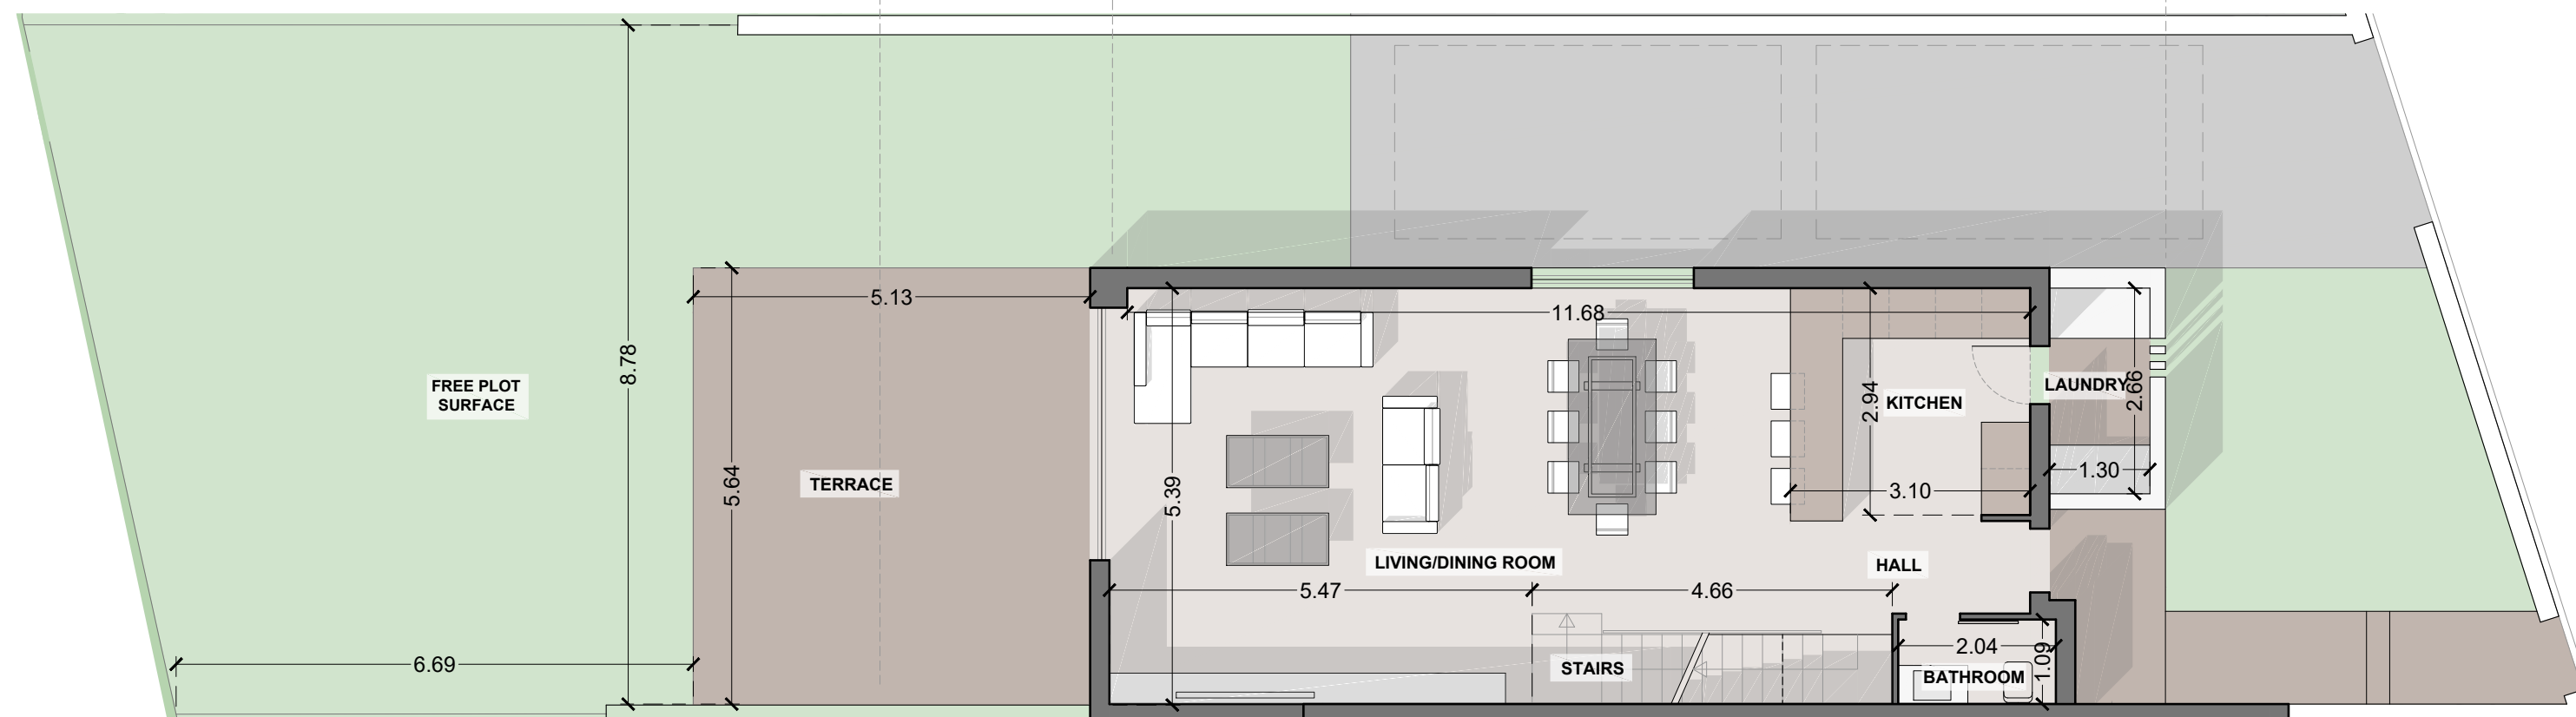 5.13
11.68
8.78
FREE PLOT
SURFACE
LAUNDRY
2.66
2.94
KITCHEN
1.30
TERRACE
5.64
5.39
3.10
LIVING/DINING ROOM
HALL
5.47
4.66
6.69
STAIRS
2.04
1.09
BATHROOM